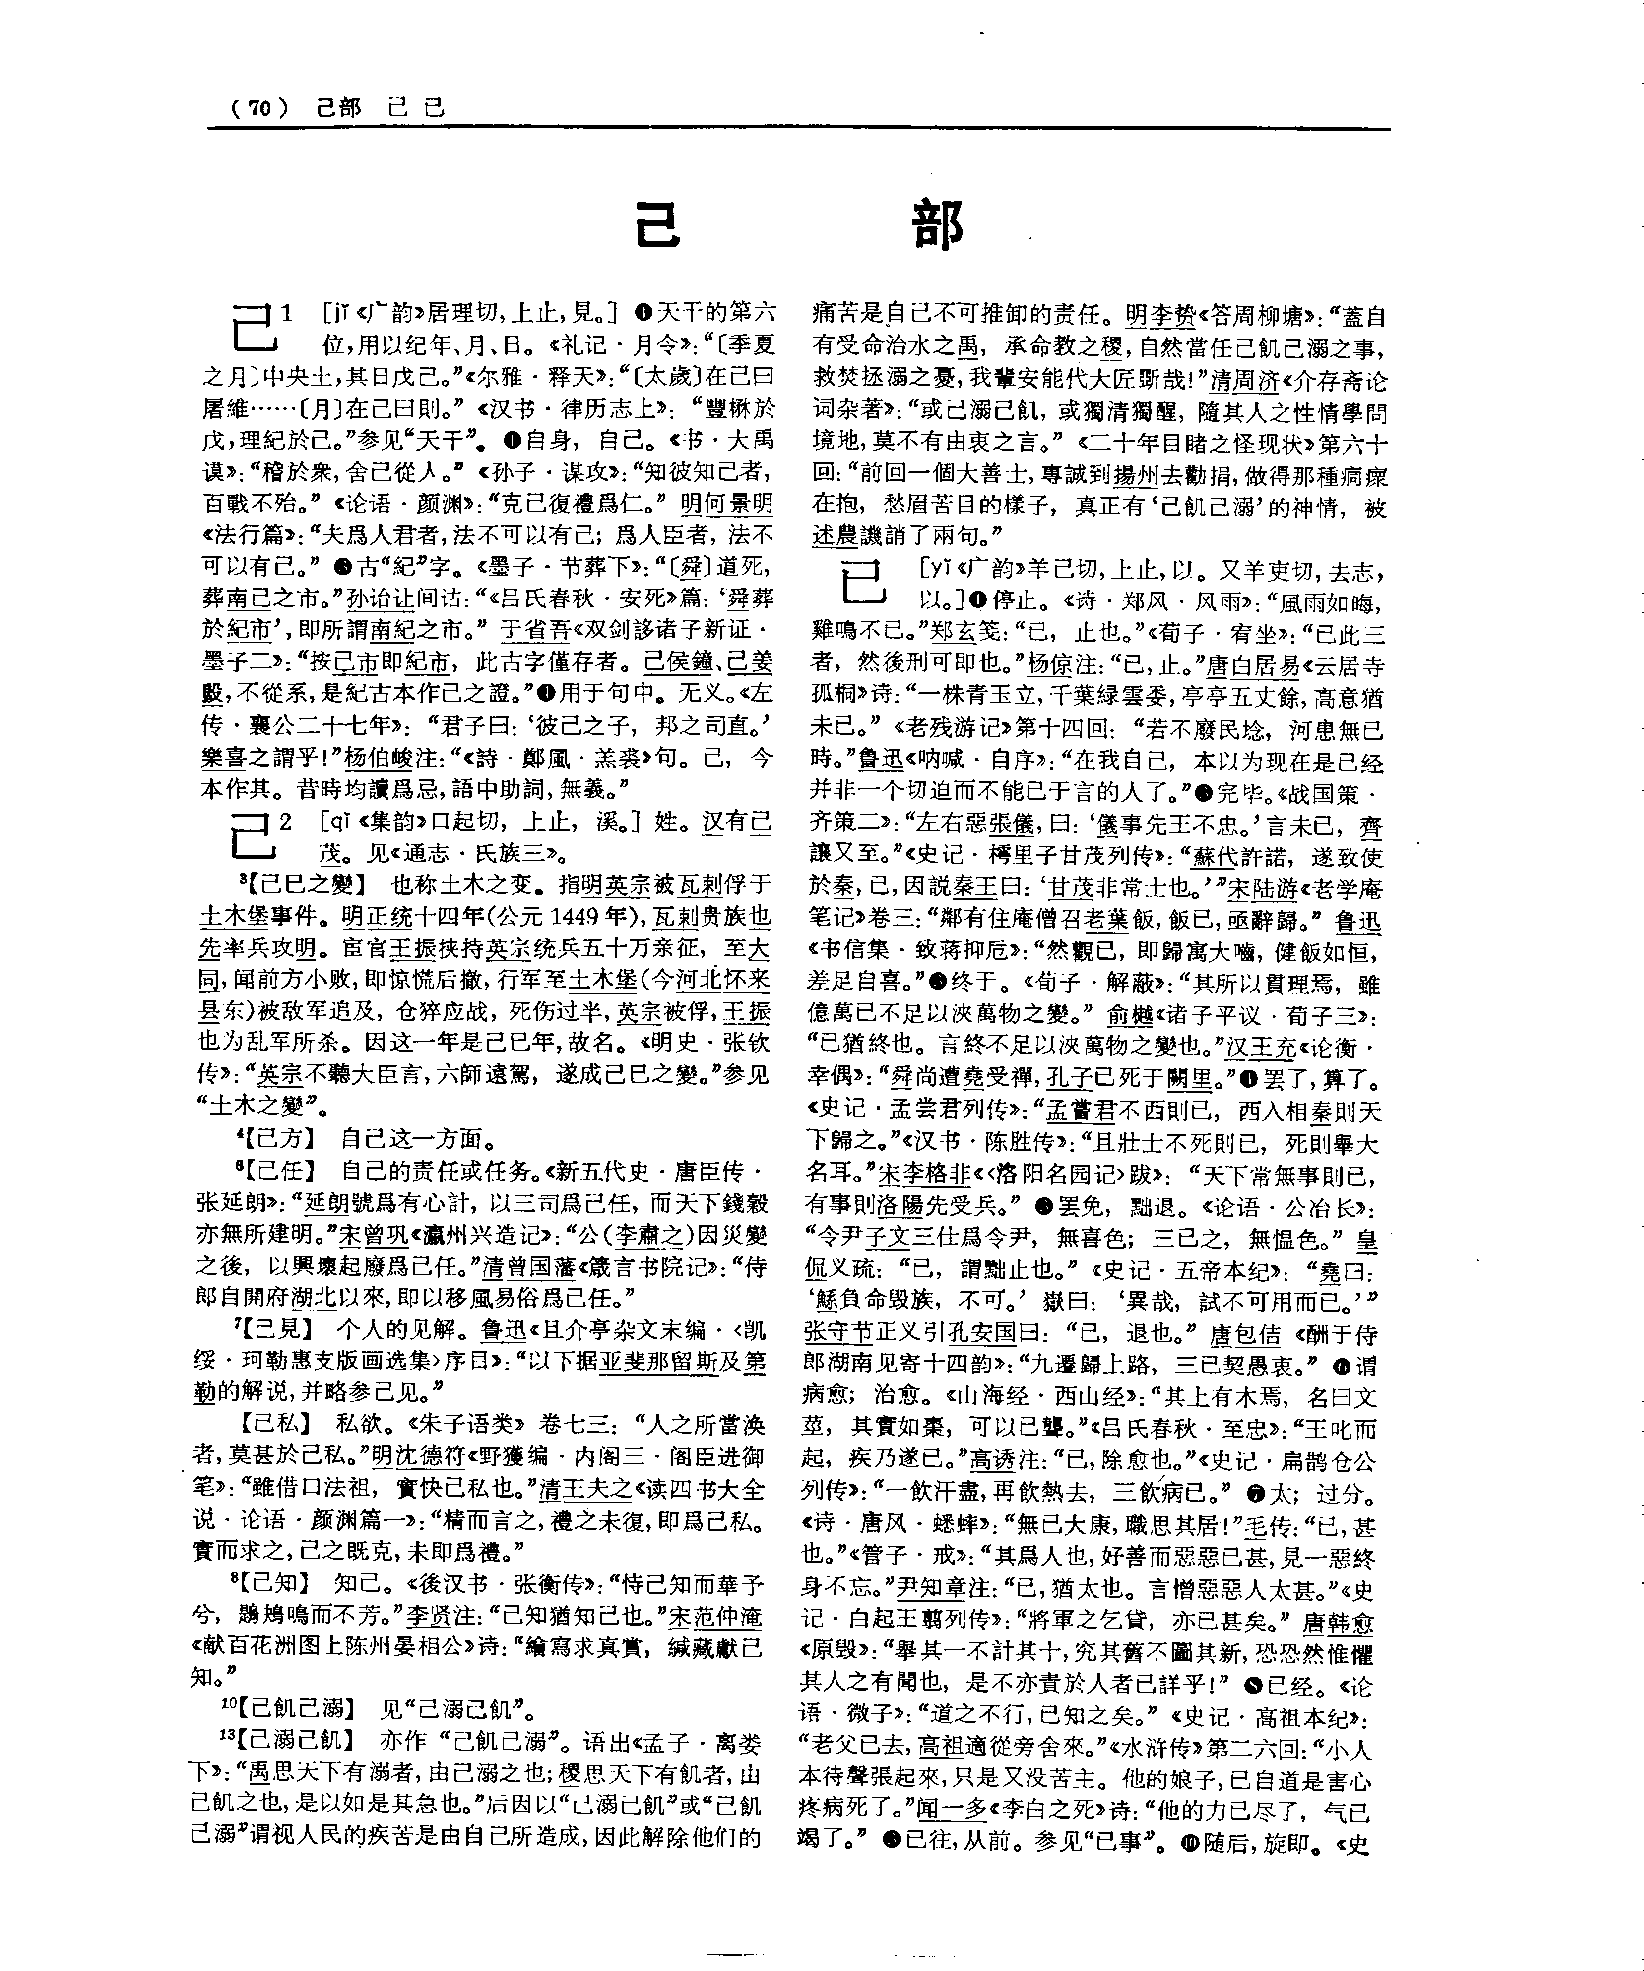 (70) 己部 己 已
己 部
己1 [jǐ《广韵》居理切,上止,見。] ❶天干的第六
位,用以纪年、月、日。《礼记·月令》:“〔季夏
之月〕中央土,其日戊己。”《尔雅·释天》:“〔太歲〕在己曰
屠維……〔月〕在己曰則。” 《汉书·律历志上》: “豐楙於
戊,理紀於己。”参见“天干”。 ❷自身, 自己。《书·大禹
谟》:“稽於衆,舍己從人。” 《孙子·谋攻》:“知彼知己者,
百戰不殆。” 《论语·颜渊》:“克己復禮爲仁。” 明何景明
《法行篇》:“夫爲人君者,法不可以有己; 爲人臣者, 法不
可以有己。” ❸古“紀”字。《墨子·节葬下》:“〔舜〕道死,
葬南己之市。”孙诒让间诂:“《吕氏春秋·安死》篇: ‘舜葬
於紀市’,即所謂南紀之市。” 于省吾《双剑誃诸子新证·
墨子二》:“按己市即紀市, 此古字僅存者。己侯鐘、己姜
毁,不從系,是紀古本作己之證。”❹用于句中。无义。《左
传·襄公二十七年》: “君子曰:‘彼己之子, 邦之司直。’
樂喜之謂乎!”杨伯峻注:“《詩·鄭風·羔裘》句。己, 今
本作其。昔時均讀爲忌,語中助詞,無義。”
己2 [qǐ《集韵》口起切, 上止, 溪。] 姓。汉有己
茂。见《通志·氏族三》。
³【己巳之變】 也称土木之变。指明英宗被瓦剌俘于
土木堡事件。明正统十四年(公元1449年),瓦剌贵族也
先率兵攻明。宦官王振挟持英宗统兵五十万亲征, 至大
同,闻前方小败,即惊慌后撤,行军至土木堡(今河北怀来
县东)被敌军追及, 仓猝应战, 死伤过半,英宗被俘,王振
也为乱军所杀。因这一年是己巳年,故名。《明史·张钦
传》:“英宗不聽大臣言,六師遠駕, 遂成己巳之變。”参见
“土木之變”。
⁴【己方】 自己这一方面。
⁶【己任】 自己的责任或任务。《新五代史·唐臣传·
张延朗》:“延朗號爲有心計, 以三司爲己任, 而天下錢穀
亦無所建明。”宋曾巩《瀛州兴造记》:“公(李肅之)因災變
之後, 以興壞起廢爲己任。”清曾国藩《箴言书院记》:“侍
郎自開府湖北以來,即以移風易俗爲己任。”
⁷【己見】 个人的见解。鲁迅《且介亭杂文末编·〈凯
绥·珂勒惠支版画选集〉序目》:“以下据亚斐那留斯及第
勒的解说,并略参己见。”
【己私】 私欲。《朱子语类》卷七三: “人之所當涣
者,莫甚於己私。”明沈德符《野獲编·内阁三·阁臣进御
笔》:“雖借口法祖, 實快己私也。”清王夫之《读四书大全
说·论语·颜渊篇一》:“精而言之,禮之未復,即爲己私。
實而求之,己之既克,未即爲禮。”
⁸【己知】 知己。《後汉书·张衡传》:“恃己知而華予
兮, 鶗鴂鳴而不芳。”李贤注:“己知猶知己也。”宋范仲淹
《献百花洲图上陈州晏相公》诗:“繪寫求真賞, 緘藏獻己
知。”
¹⁰【己飢己溺】 见“己溺己飢”。
¹³【己溺己飢】 亦作 “己飢己溺”。语出《孟子·离娄
下》:“禹思天下有溺者,由己溺之也;稷思天下有飢者,由
己飢之也,是以如是其急也。”后因以“己溺己飢”或“己飢
己溺”谓视人民的疾苦是由自己所造成,因此解除他们的
痛苦是自己不可推卸的责任。明李贽《答周柳塘》:“蓋自
有受命治水之禹, 承命教之稷,自然當任己飢己溺之事,
救焚拯溺之憂,我輩安能代大匠斲哉!”清周济《介存斋论
词杂著》:“或己溺己飢, 或獨清獨醒, 隨其人之性情學問
境地,莫不有由衷之言。” 《二十年目睹之怪现状》第六十
回:“前回一個大善士,專誠到揚州去勸捐,做得那種痌瘝
在抱, 愁眉苦目的樣子, 真正有‘己飢己溺’的神情, 被
述農譏誚了兩句。”
已 [yǐ《广韵》羊己切,上止,以。又羊吏切,去志,
以。]❶停止。《诗·郑风·风雨》:“風雨如晦,
雞鳴不已。”郑玄笺:“已, 止也。”《荀子·宥坐》:“已此三
者, 然後刑可即也。”杨倞注:“已,止。”唐白居易《云居寺
孤桐》诗:“一株青玉立,千葉緑雲委,亭亭五丈餘,高意猶
未已。” 《老残游记》第十四回: “若不廢民埝, 河患無已
時。”鲁迅《呐喊·自序》:“在我自己, 本以为现在是已经
并非一个切迫而不能已于言的人了。”❷完毕。《战国策·
齐策二》:“左右惡張儀,曰:‘儀事先王不忠。’言未已, 齊
讓又至。”《史记·樗里子甘茂列传》:“蘇代許諾, 遂致使
於秦,已,因説秦王曰:‘甘茂非常士也。’”宋陆游《老学庵
笔记》卷三:“鄰有住庵僧召老葉飯,飯已,亟辭歸。” 鲁迅
《书信集·致蒋抑卮》:“然觀已, 即歸寓大嚙, 健飯如恒,
差足自喜。”❸终于。《荀子·解蔽》:“其所以貫理焉, 雖
億萬已不足以浹萬物之變。” 俞樾《诸子平议·荀子三》:
“已猶終也。言終不足以浹萬物之變也。”汉王充《论衡·
幸偶》:“舜尚遭堯受禪,孔子已死于闕里。”❹罢了,算了。
《史记·孟尝君列传》:“孟嘗君不西則已, 西入相秦則天
下歸之。”《汉书·陈胜传》:“且壯士不死則已, 死則舉大
名耳。”宋李格非《〈洛阳名园记〉跋》: “天下常無事則已,
有事則洛陽先受兵。” ❺罢免, 黜退。《论语·公冶长》:
“令尹子文三仕爲令尹, 無喜色; 三已之, 無愠色。” 皇
侃义疏: “已, 謂黜止也。” 《史记·五帝本纪》: “堯曰:
‘鯀負命毁族, 不可。’ 嶽曰: ‘異哉, 試不可用而已。’”
张守节正义引孔安国曰: “已, 退也。” 唐包佶《酬于侍
郎湖南见寄十四韵》:“九遷歸上路, 三已契愚衷。” ❻谓
病愈; 治愈。《山海经·西山经》:“其上有木焉, 名曰文
莖, 其實如棗, 可以已聾。”《吕氏春秋·至忠》:“王叱而
起, 疾乃遂已。”高诱注:“已,除愈也。”《史记·扁鹊仓公
列传》:“一飲汗盡,再飲熱去, 三飲病已。” ❼太; 过分。
《诗·唐风·蟋蟀》:“無已大康,職思其居!”毛传:“已,甚
也。”《管子·戒》:“其爲人也,好善而惡惡已甚,見一惡終
身不忘。”尹知章注:“已,猶太也。言憎惡惡人太甚。”《史
记·白起王翦列传》:“將軍之乞貸, 亦已甚矣。” 唐韩愈
《原毁》:“舉其一不計其十,究其舊不圖其新,恐恐然惟懼
其人之有聞也, 是不亦責於人者已詳乎!” ❽已经。《论
语·微子》:“道之不行,已知之矣。” 《史记·高祖本纪》:
“老父已去,高祖適從旁舍來。”《水浒传》第二六回:“小人
本待聲張起來,只是又没苦主。他的娘子,已自道是害心
疼病死了。”闻一多《李白之死》诗:“他的力已尽了, 气已
竭了。” ❾已往,从前。参见“已事”。❿随后,旋即。《史